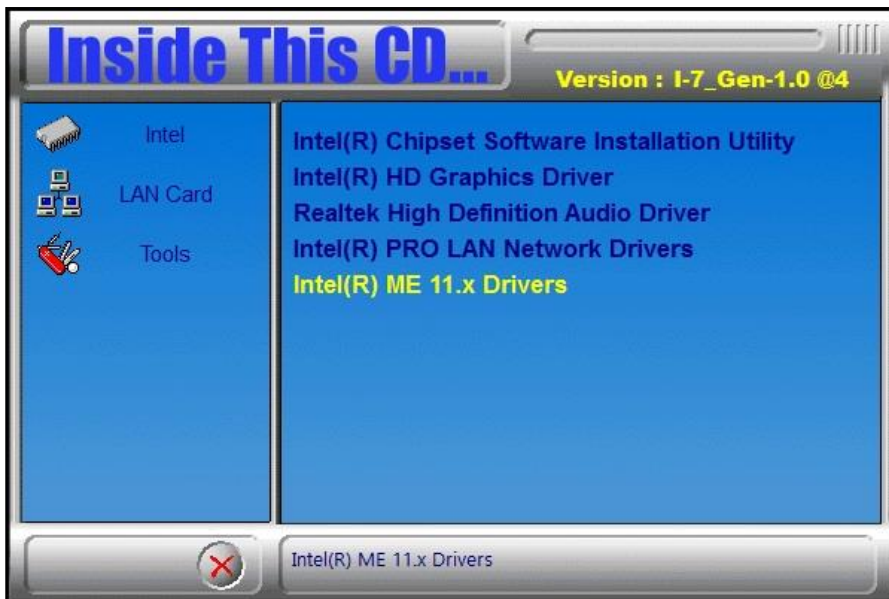 Inside This CD...
Version : I-7_Gen-1.0 @4
Intel
LAN Card
Tools
Intel(R) Chipset Software Installation Utility
Intel(R) HD Graphics Driver
Realtek High Definition Audio Driver
Intel(R) PRO LAN Network Drivers
Intel(R) ME 11.x Drivers
Intel(R) ME 11.x Drivers